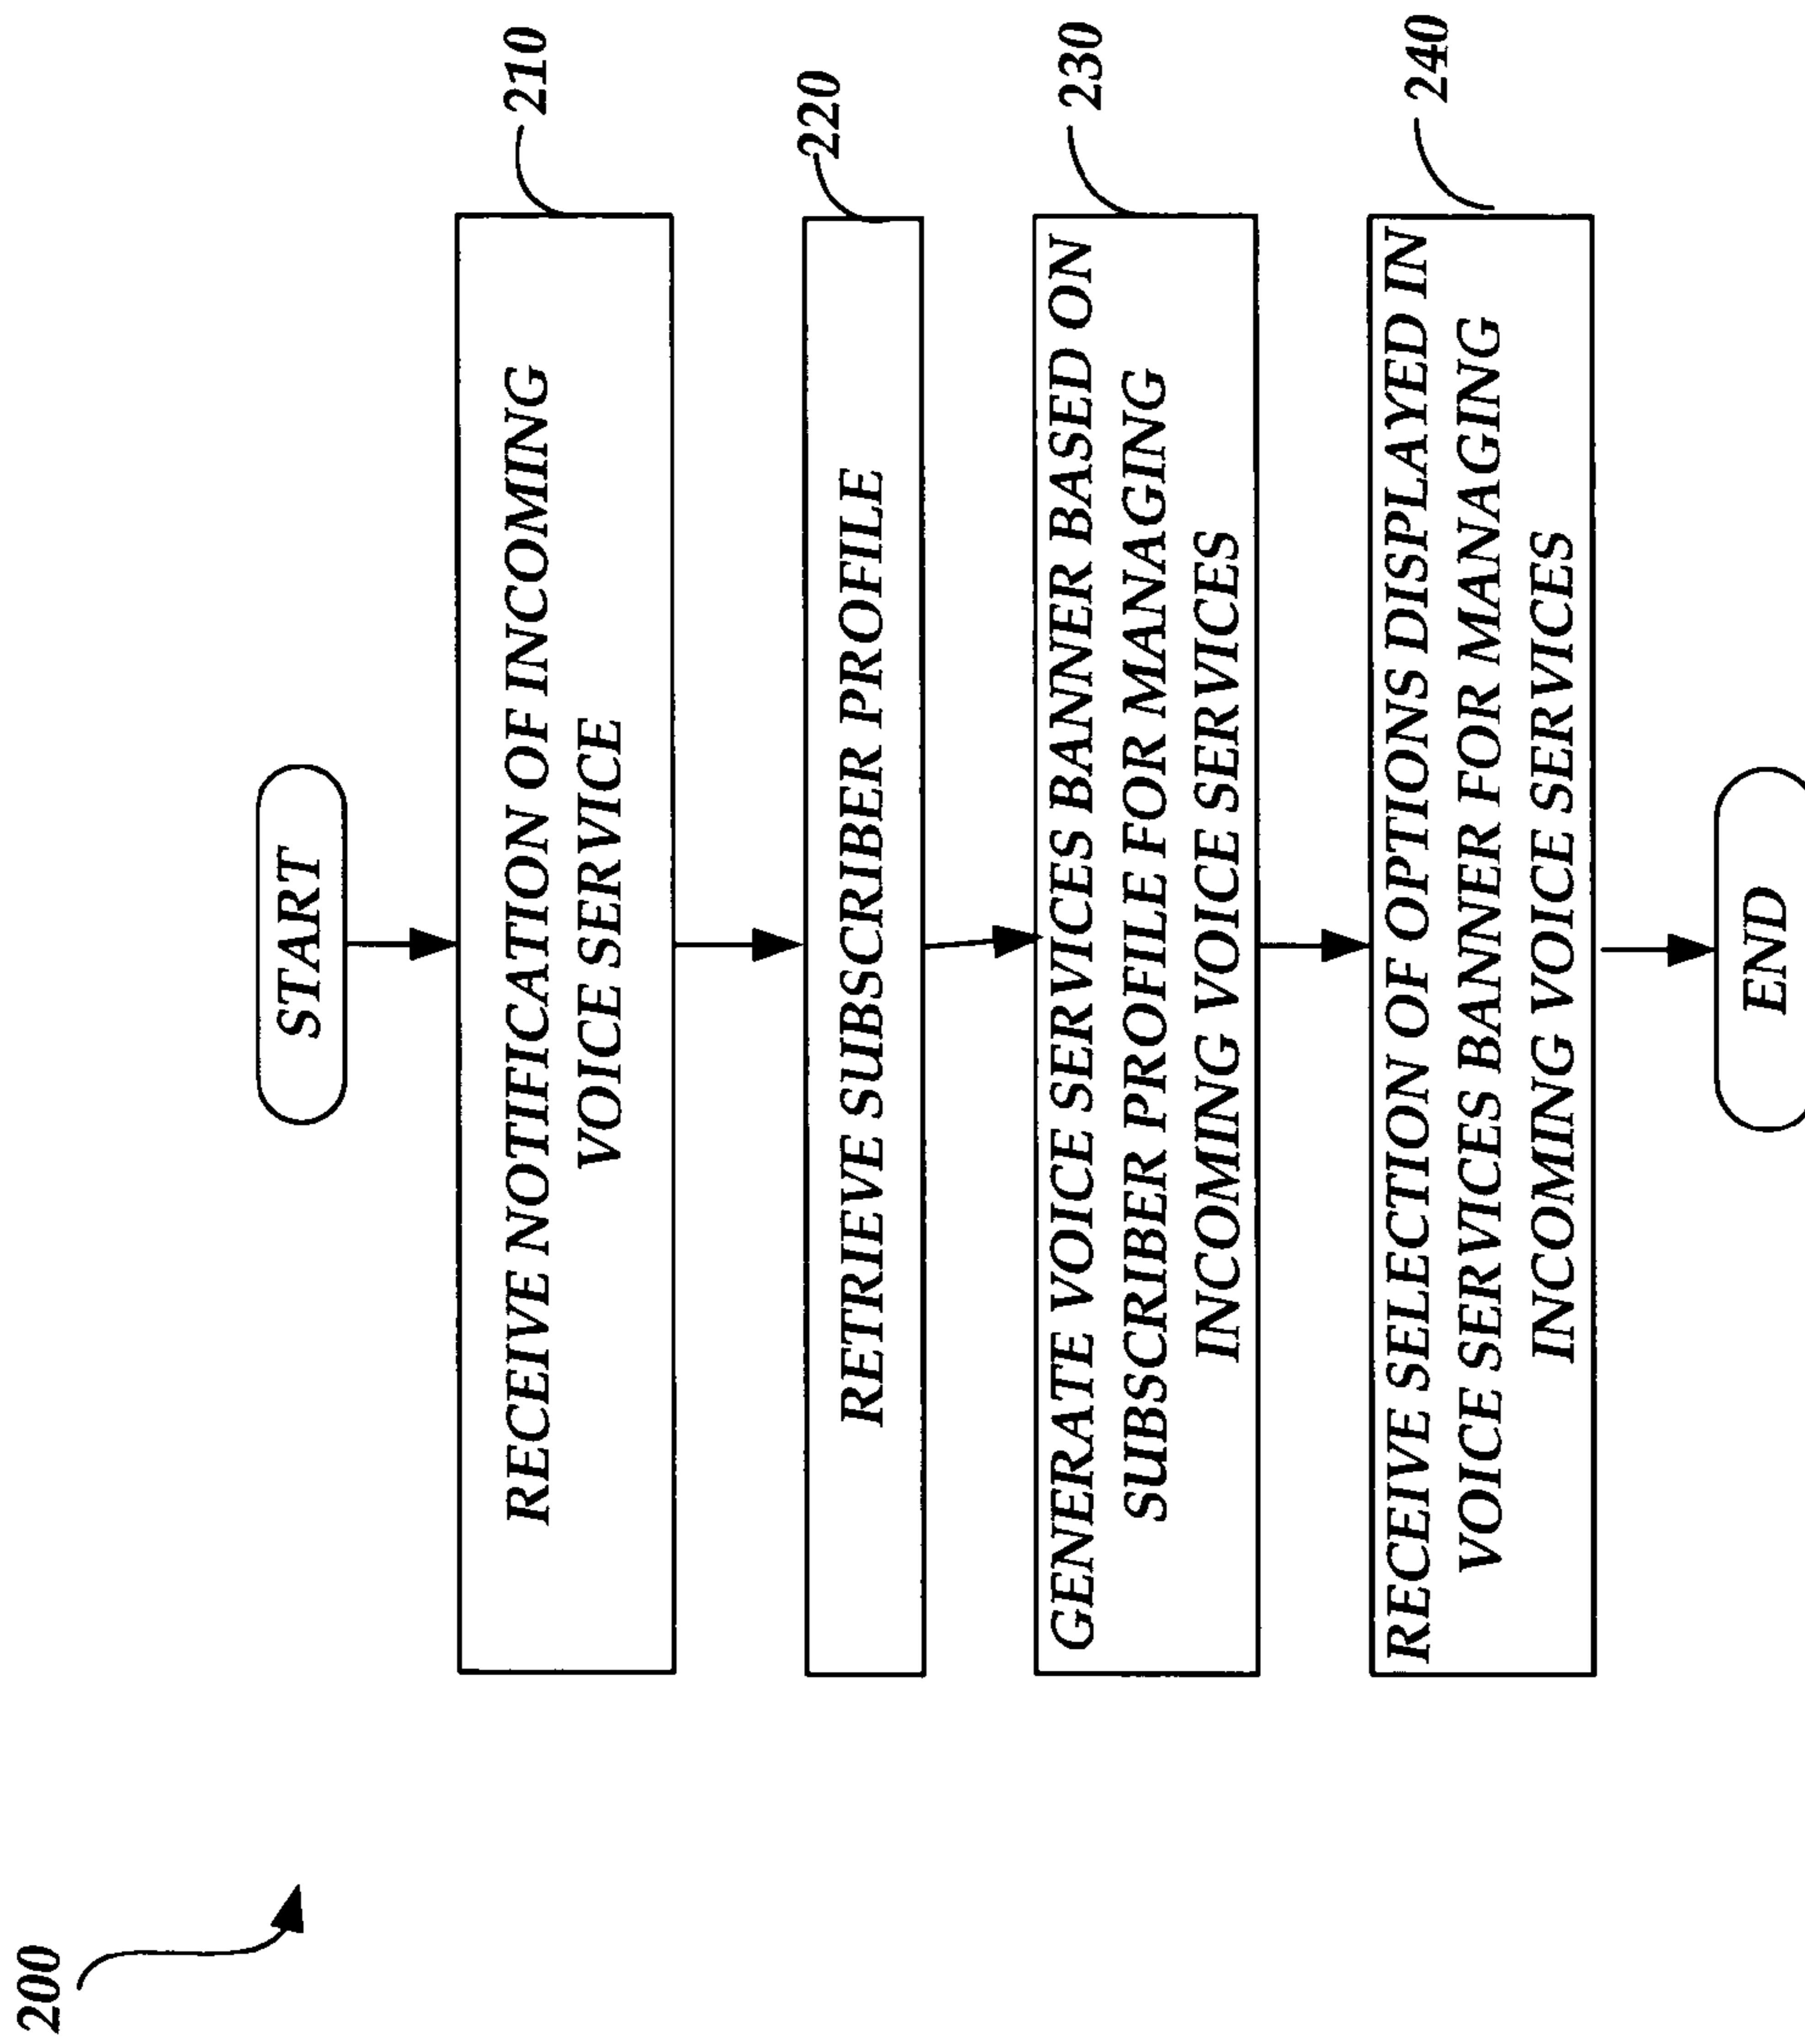 200
START
RECEIVE NOTIFICATION OF INCOMING
VOICE SERVICE
210
RETRIEVE SUBSCRIBER PROFILE
220
GENERATE VOICE SERVICES BANNER BASED ON
SUBSCRIBER PROFILE FOR MANAGING
INCOMING VOICE SERVICES
230
RECEIVE SELECTION OF OPTIONS DISPLAYED IN
VOICE SERVICES BANNER FOR MANAGING
INCOMING VOICE SERVICES
240
END